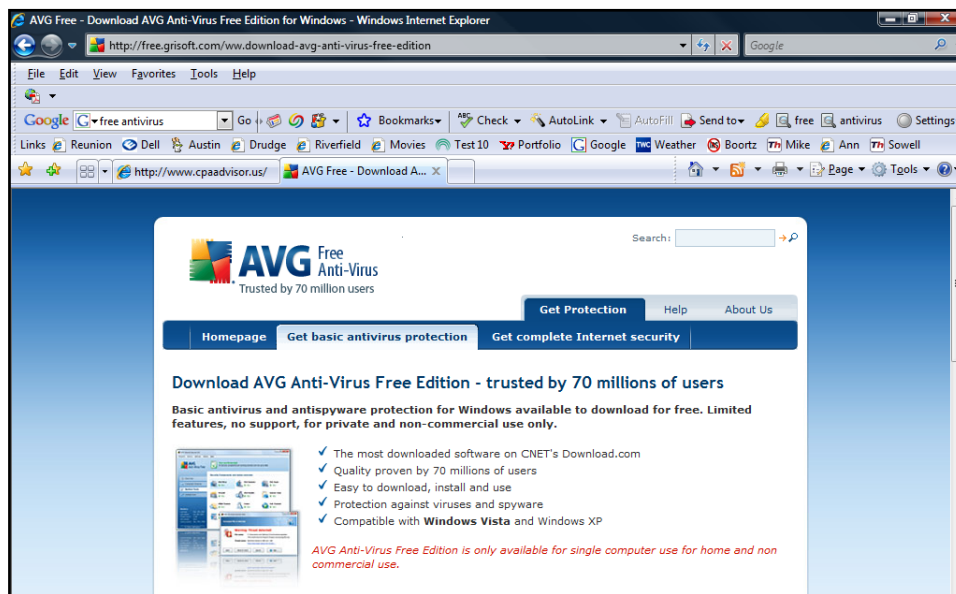 AVG Free - Download AVG Anti-Virus Free Edition for Windows - Windows Internet Explorer
http://free.grisoft.com/ww.download-avg-anti-virus-free-edition
Google
File Edit View Favorites Tools Help
Google G free antivirus Go Bookmarks ABC Check AutoLink AutoFill Send to free antivirus Settings
Links Reunion Dell Austin Drudge Riverfield Movies Test 10 Portfolio G Google TWC Weather Boortz Th Mike Ann Th Sowell
http://www.cpaadvisor.us/ AVG Free - Download A... X Page Tools
AVG Free Anti-Virus
Trusted by 70 million users
Search:
Get Protection Help About Us
Homepage Get basic antivirus protection Get complete Internet security
Download AVG Anti-Virus Free Edition - trusted by 70 millions of users
Basic antivirus and antispyware protection for Windows available to download for free. Limited
features, no support, for private and non-commercial use only.
The most downloaded software on CNET's Download.com
Quality proven by 70 millions of users
Easy to download, install and use
Protection against viruses and spyware
Compatible with Windows Vista and Windows XP
AVG Anti-Virus Free Edition is only available for single computer use for home and non
commercial use.